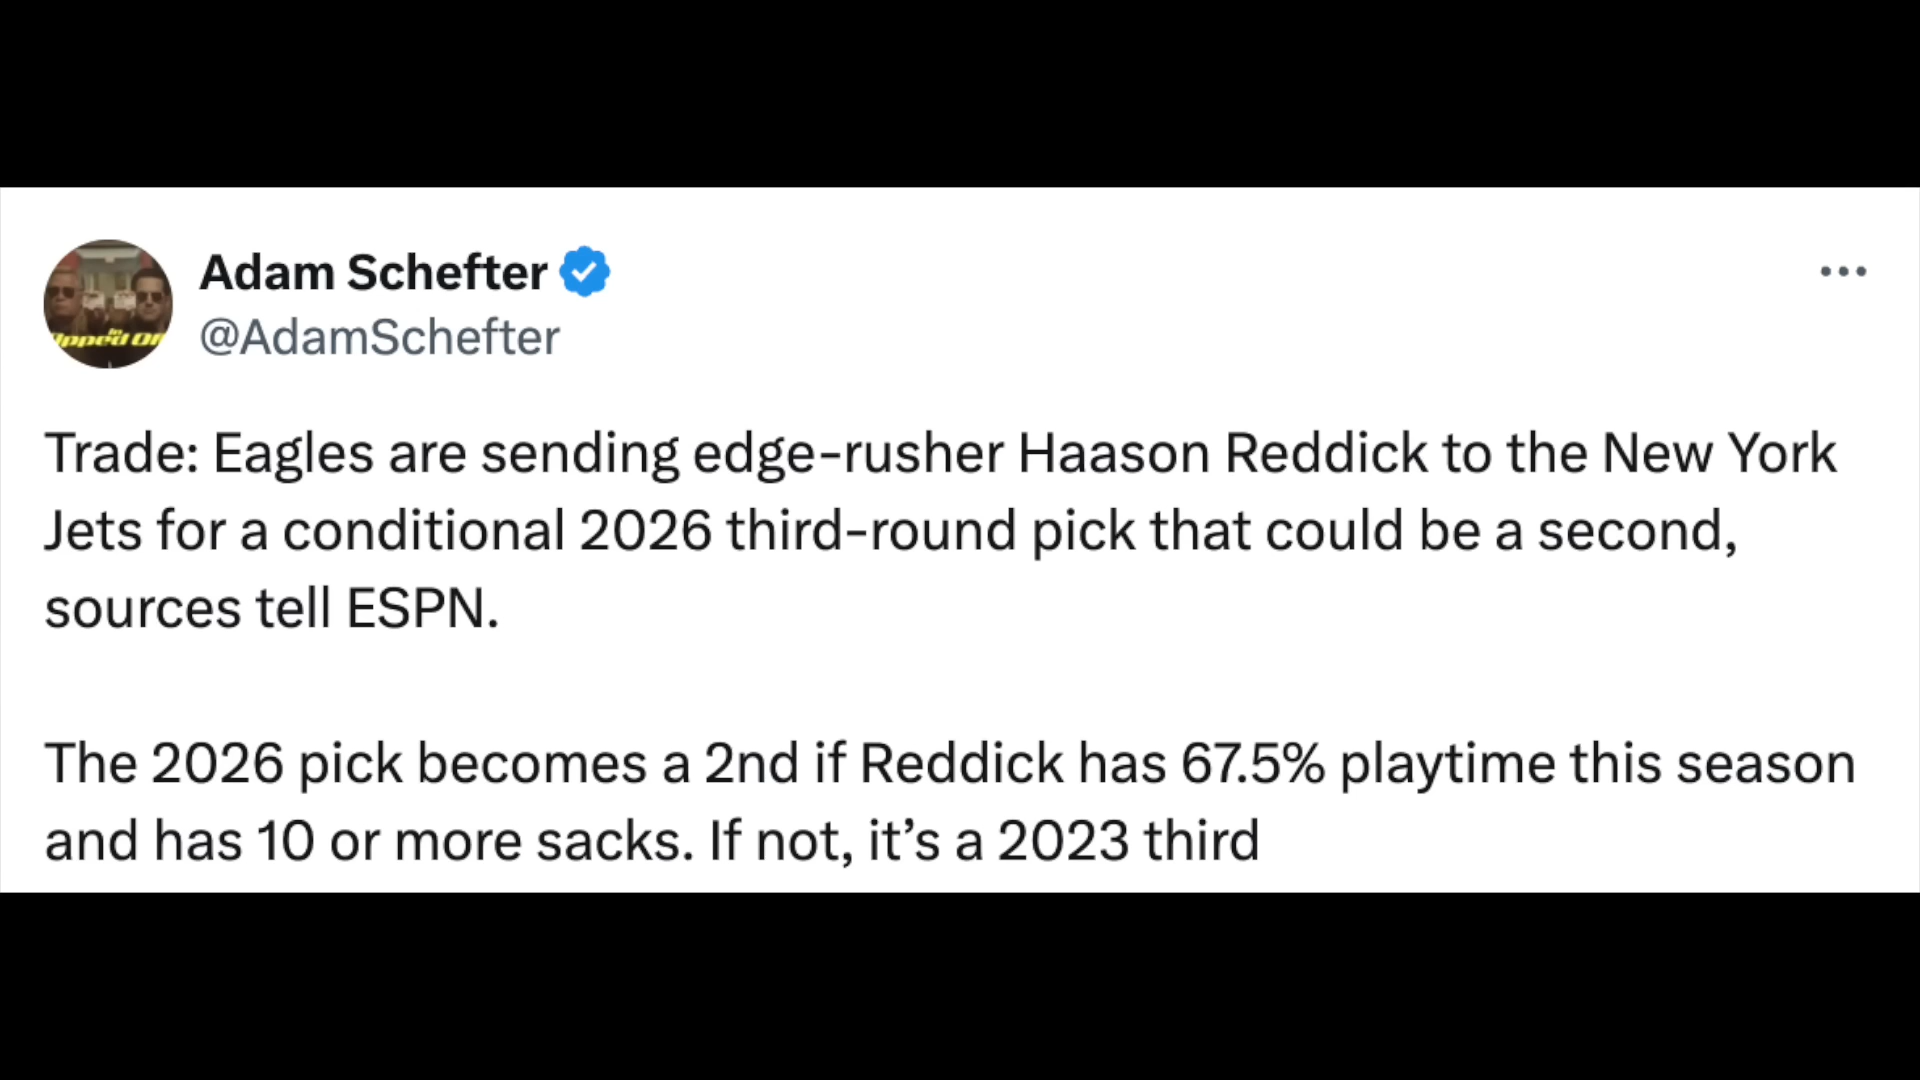 Adam Schefter
@AdamSchefter
Trade: Eagles are sending edge-rusher Haason Reddick to the New York
Jets for a conditional 2026 third-round pick that could be a second,
sources tell ESPN.
The 2026 pick becomes a 2nd if Reddick has 67.5% playtime this season
and has 10 or more sacks. If not, it’s a 2023 third